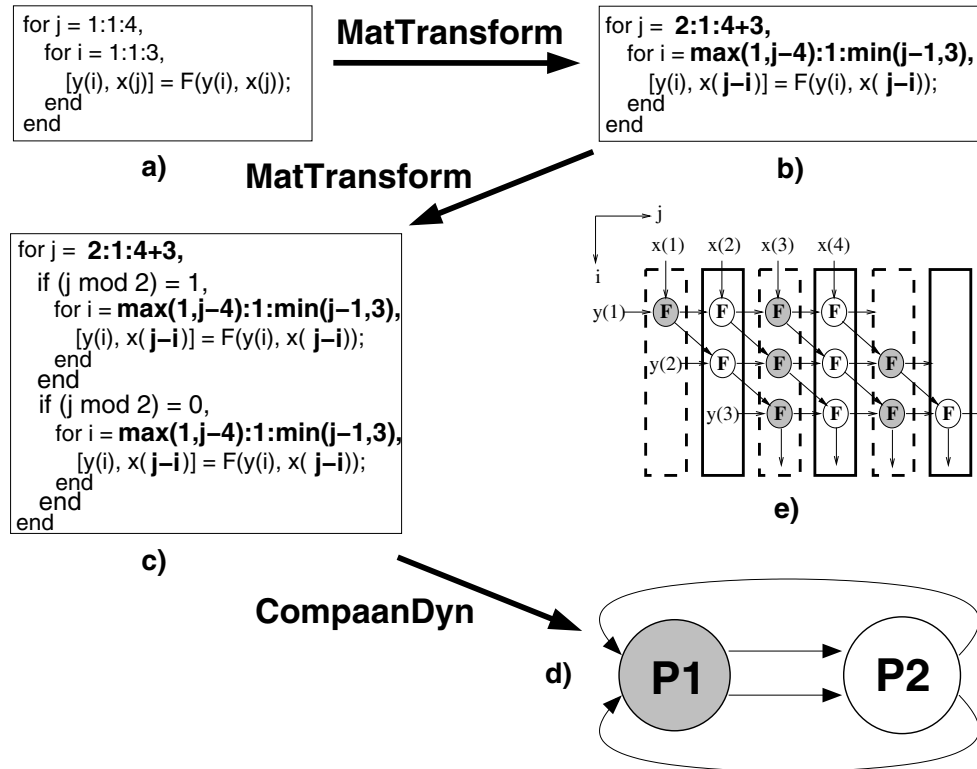 for j = 1:1:4,
for i = 1:1:3,
[y(i), x(j)] = F(y(i), x(j));
end
end
a)
MatTransform
for j = 2:1:4+3,
for i = max(1,j−4):1:min(j−1,3),
[y(i), x( j−i)] = F(y(i), x( j−i));
end
end
b)
MatTransform
for j = 2:1:4+3,
if (j mod 2) = 1,
for i = max(1,j−4):1:min(j−1,3),
[y(i), x( j−i)] = F(y(i), x( j−i));
end
end
if (j mod 2) = 0,
for i = max(1,j−4):1:min(j−1,3),
[y(i), x( j−i)] = F(y(i), x( j−i));
end
end
end
c)
j
i
x(1) x(2) x(3) x(4)
y(1) F F F F
y(2) F F F F
y(3) F F F F
e)
CompaanDyn
d)
P1 P2